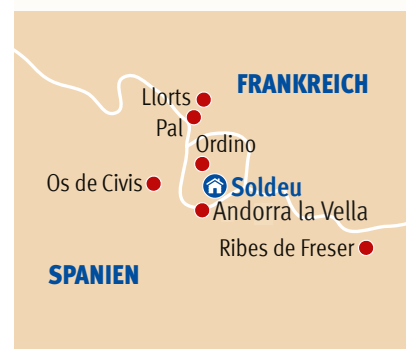 FRANKREICH
Llorts
Pal
Ordino
Os de Civis
Soldeu
Andorra la Vella
Ribes de Freser
SPANIEN